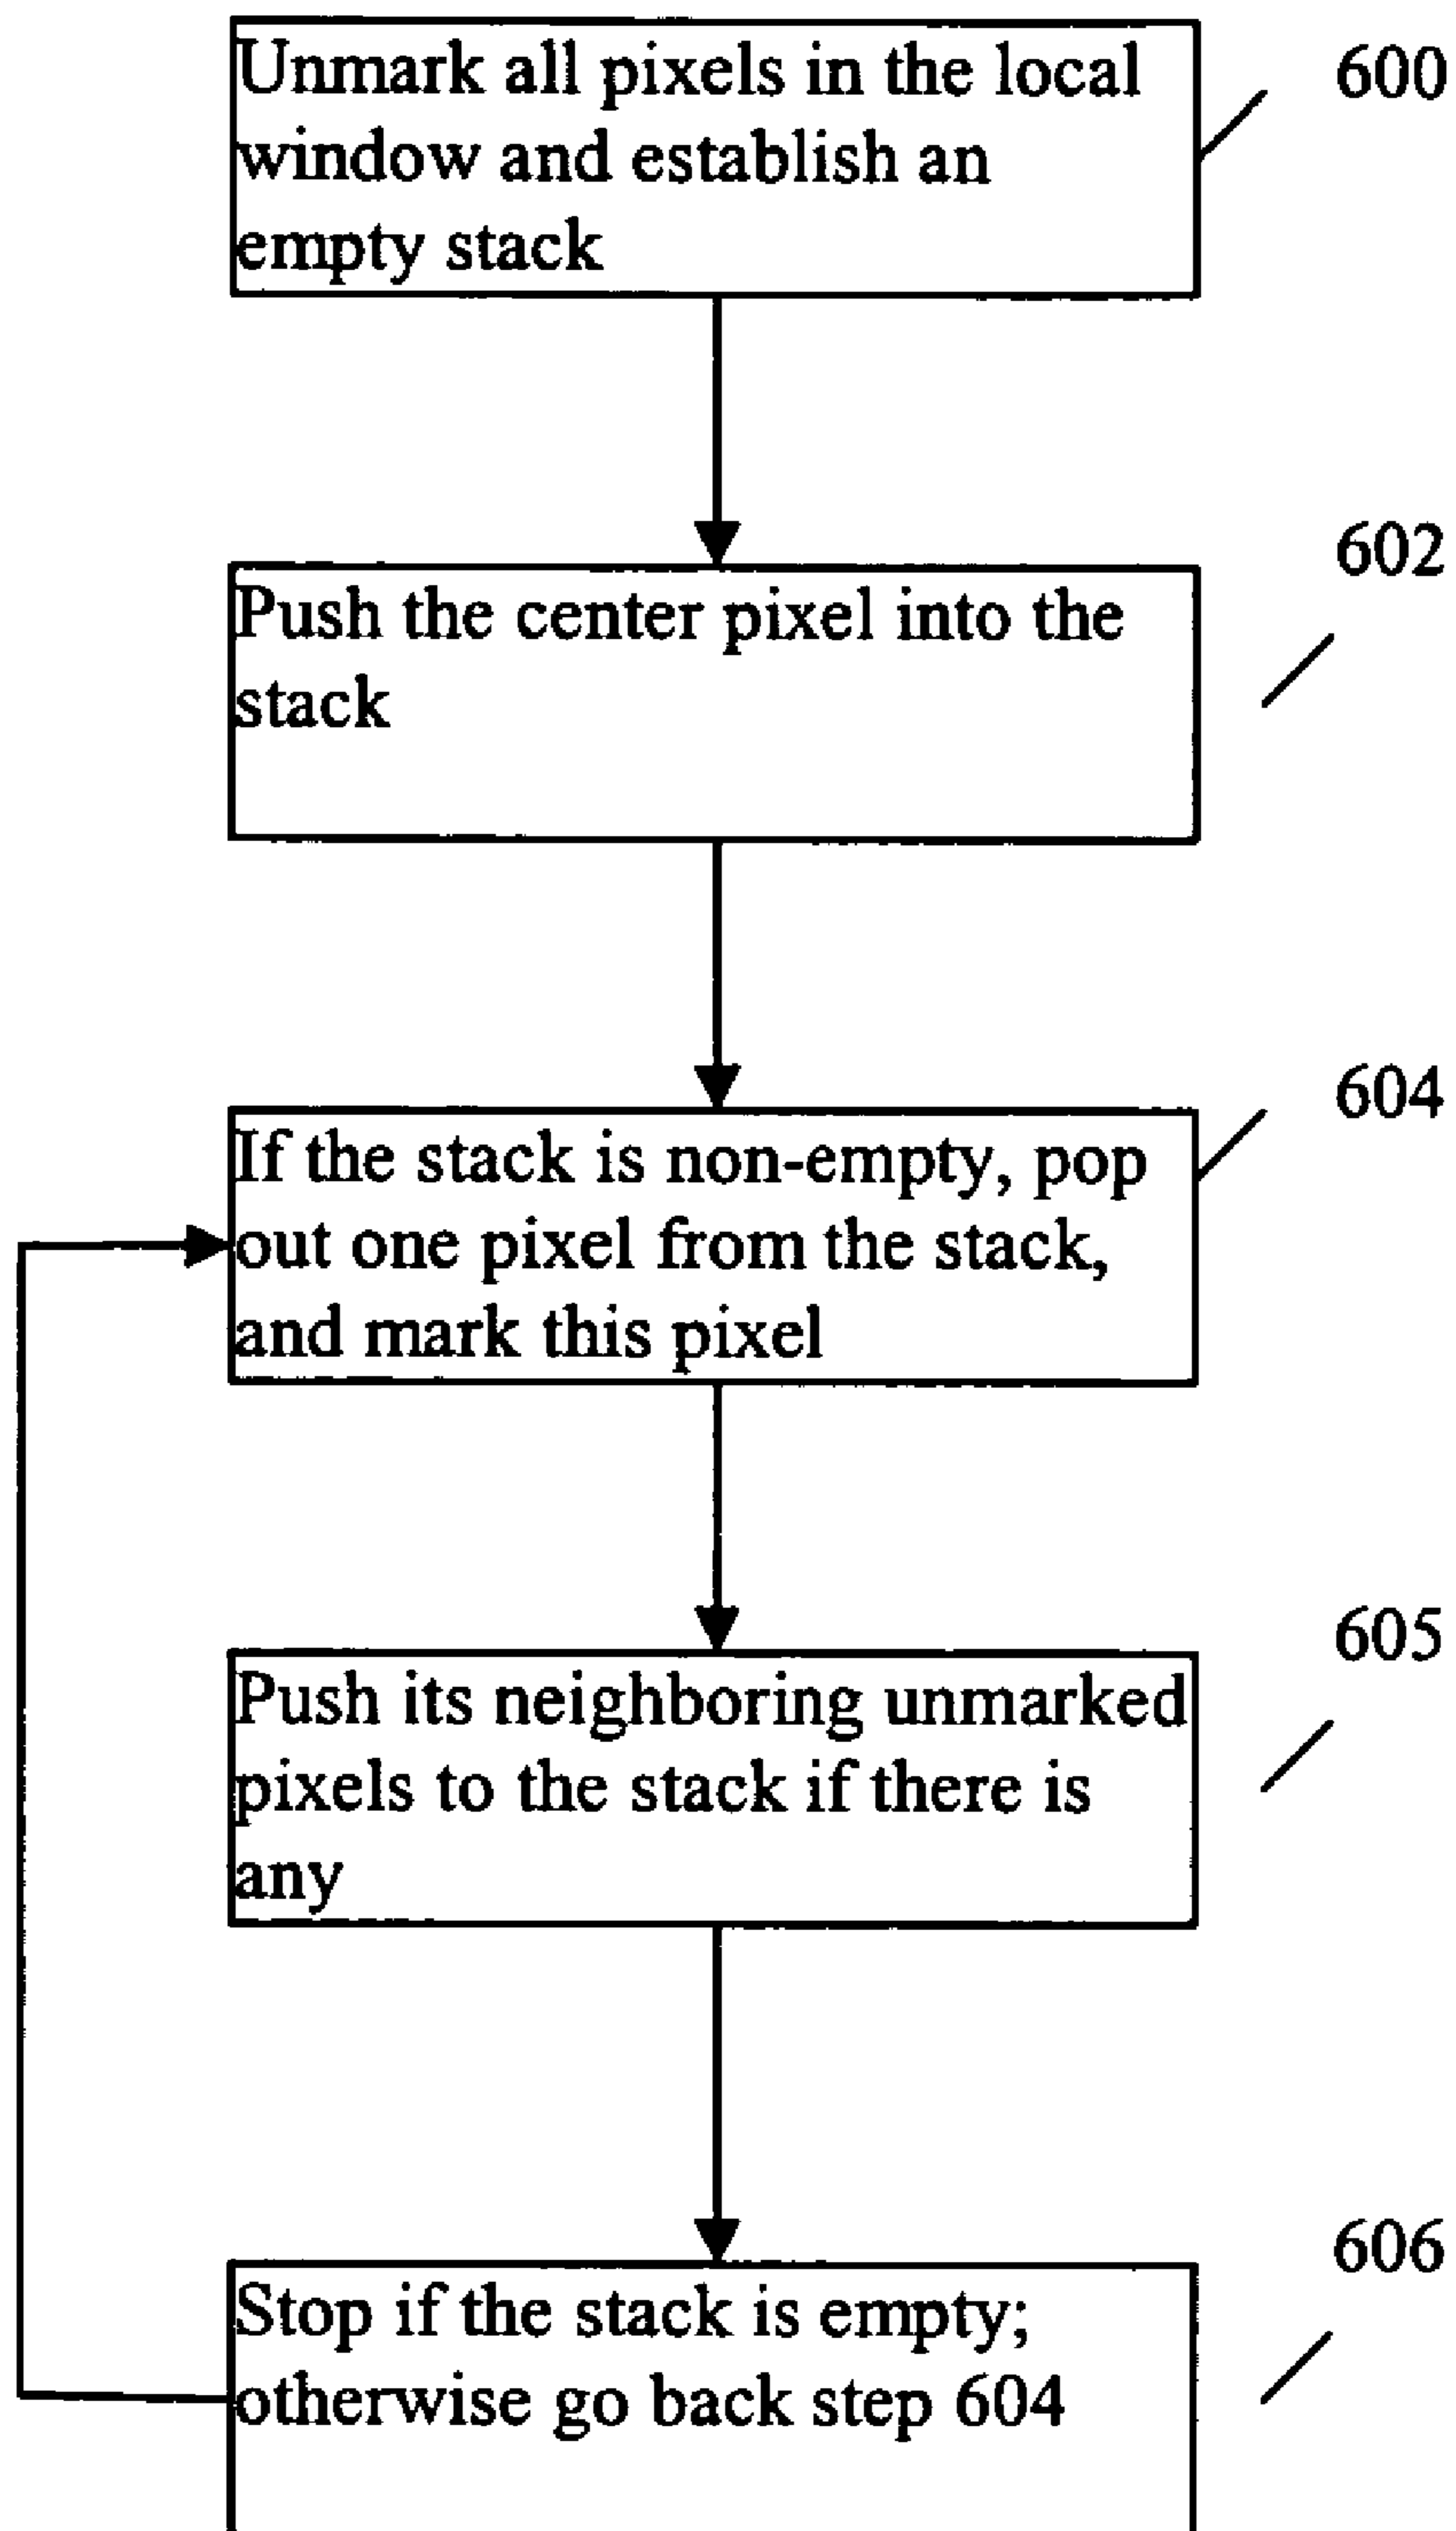 Unmark all pixels in the local
window and establish an
empty stack
600
Push the center pixel into the
stack
602
If the stack is non-empty, pop
out one pixel from the stack,
and mark this pixel
604
Push its neighboring unmarked
pixels to the stack if there is
any
605
Stop if the stack is empty;
otherwise go back step 604
606